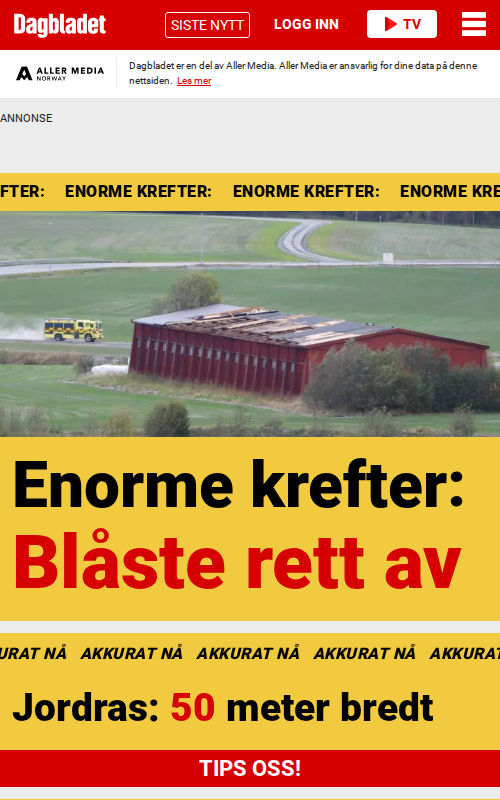 Dagbladet SISTE NYTT LOGG INN TV
ALLER MEDIA
NORWAY
Dagbladet er en del av Aller Media. Aller Media er ansvarlig for dine data på denne
nettsiden. Les mer
ANNONSE
FTER: ENORME KREFTER: ENORME KREFTER: ENORME KRE
Enorme krefter:
Blåste rett av
URAT NÅ AKKURAT NÅ AKKURAT NÅ AKKURAT NÅ AKKURAT
Jordras: 50 meter bredt
TIPS OSS!